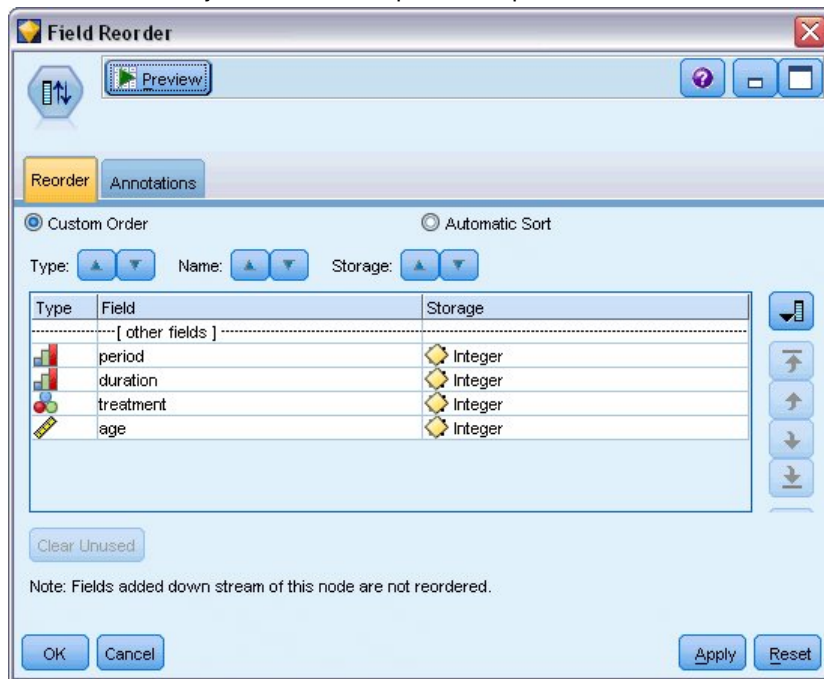 Field Reorder
Preview
Reorder Annotations
Custom Order Automatic Sort
Type: Name: Storage:
Type Field Storage
[ other fields ]
period Integer
duration Integer
treatment Integer
age Integer
Clear Unused
Note: Fields added down stream of this node are not reordered.
OK Cancel Apply Reset